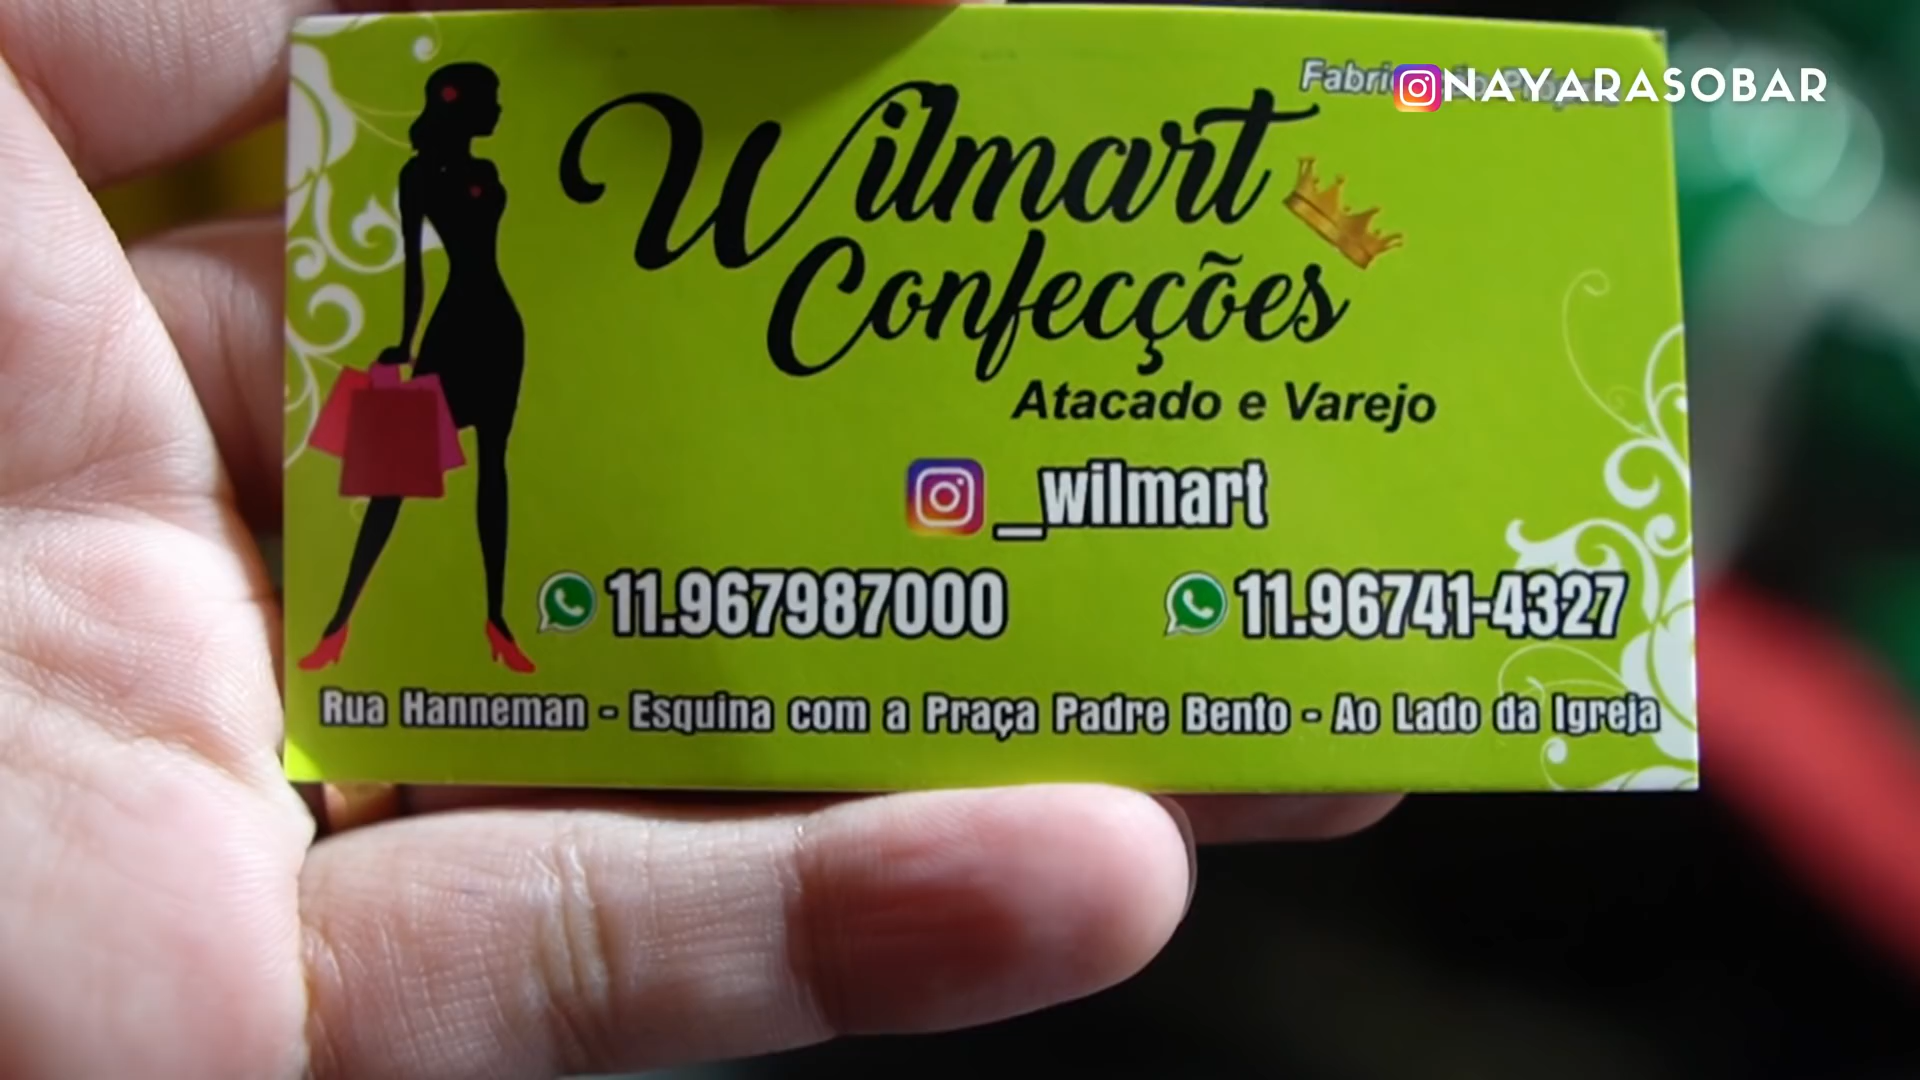 NAYARASOBAR
Wilmart
Confecções
Atacado e Varejo
_wilmart
11.967987000 11.96741-4327
Rua Hanneman - Esquina com a Praça Padre Bento - Ao Lado da Igreja